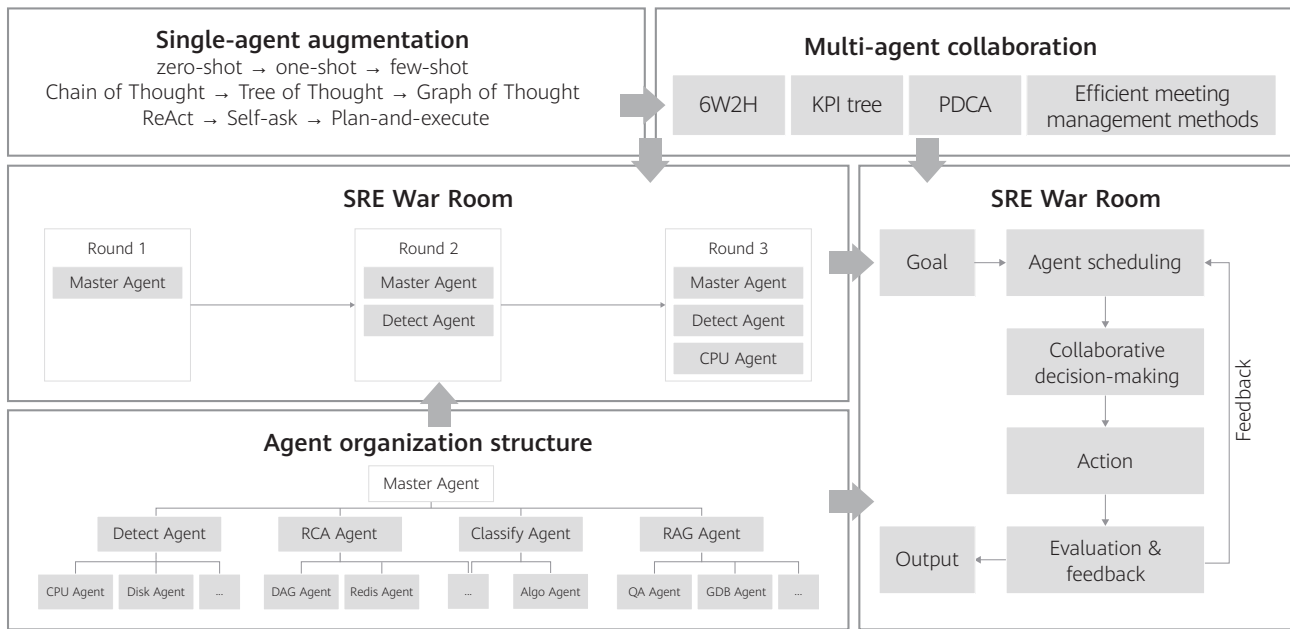 Single-agent augmentation
zero-shot → one-shot → few-shot
Chain of Thought → Tree of Thought → Graph of Thought
ReAct → Self-ask → Plan-and-execute
Multi-agent collaboration
6W2H
KPI tree
PDCA
Efficient meeting
management methods
SRE War Room
Round 1
Master Agent
Round 2
Master Agent
Detect Agent
Round 3
Master Agent
Detect Agent
CPU Agent
Agent organization structure
Master Agent
Detect Agent
RCA Agent
Classify Agent
RAG Agent
CPU Agent
Disk Agent
...
DAG Agent
Redis Agent
...
Algo Agent
QA Agent
GDB Agent
...
SRE War Room
Goal
Agent scheduling
Collaborative
decision-making
Action
Evaluation &
feedback
Output
Feedback